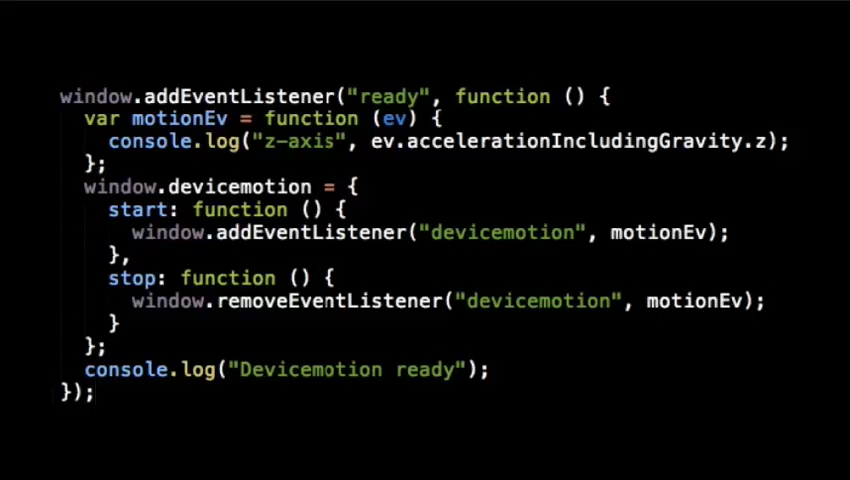 window.addEventListener("ready", function () {
  var motionEv = function (ev) {
    console.log("z-axis", ev.accelerationIncludingGravity.z);
  };
  window.devicemotion = {
    start: function () {
      window.addEventListener("devicemotion", motionEv);
    },
    stop: function () {
      window.removeEventListener("devicemotion", motionEv);
    }
  };
  console.log("Devicemotion ready");
});